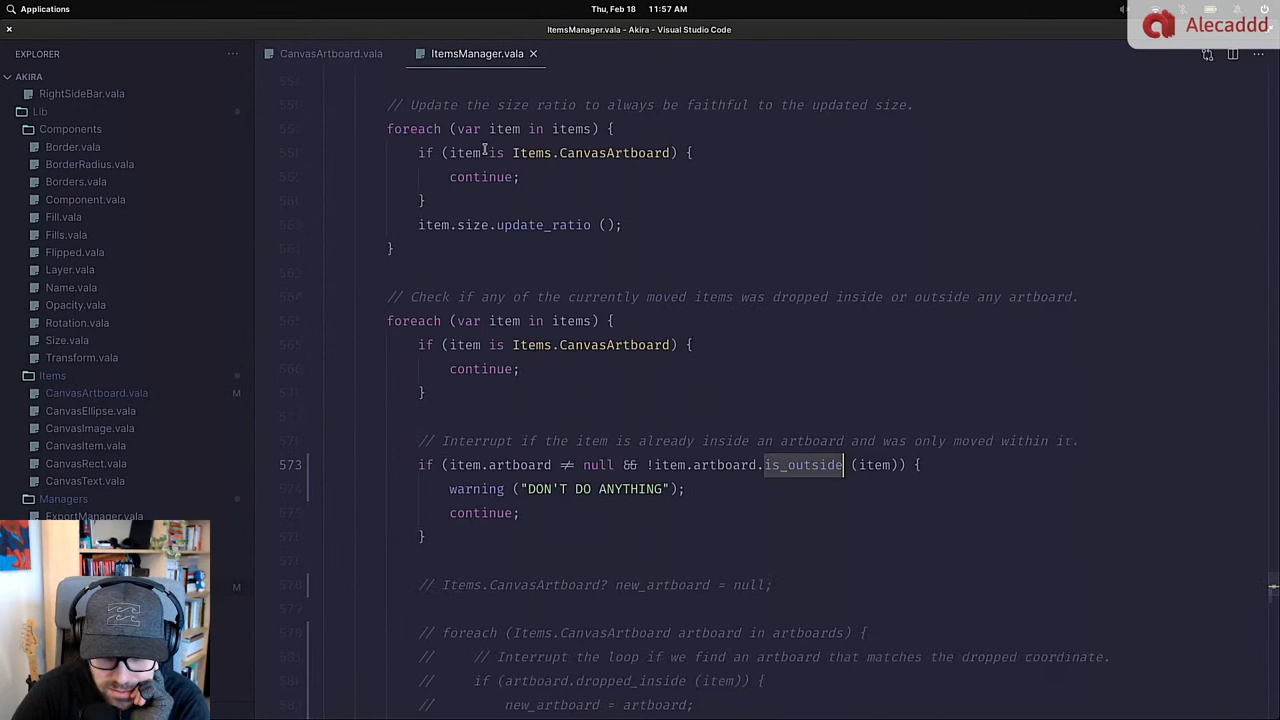 Applications
Thu, Feb 18
11:57 AM
ItemsManager.vala - Akira - Visual Studio Code
Alecaddd
EXPLORER
CanvasArtboard.vala
ItemsManager.vala
AKIRA
RightSideBar.vala
Lib
Components
Border.vala
BorderRadius.vala
Borders.vala
Component.vala
Fill.vala
Fills.vala
Flipped.vala
Layer.vala
Name.vala
Opacity.vala
Rotation.vala
Size.vala
Transform.vala
Items
CanvasArtboard.vala M
CanvasEllipse.vala
CanvasImage.vala
CanvasItem.vala
CanvasRect.vala
CanvasText.vala
Managers
ExportManager.vala
M
// Update the size ratio to always be faithful to the updated size.
foreach (var item in items) {
if (item is Items.CanvasArtboard) {
continue;
}
item.size.update_ratio ();
}
// Check if any of the currently moved items was dropped inside or outside any artboard.
foreach (var item in items) {
if (item is Items.CanvasArtboard) {
continue;
}
// Interrupt if the item is already inside an artboard and was only moved within it.
573 if (item.artboard ≠ null && !item.artboard.is_outside (item)) {
warning ("DON'T DO ANYTHING");
continue;
}
// Items.CanvasArtboard? new_artboard = null;
// foreach (Items.CanvasArtboard artboard in artboards) {
// // Interrupt the loop if we find an artboard that matches the dropped coordinate.
// if (artboard.dropped_inside (item)) {
// new_artboard = artboard;